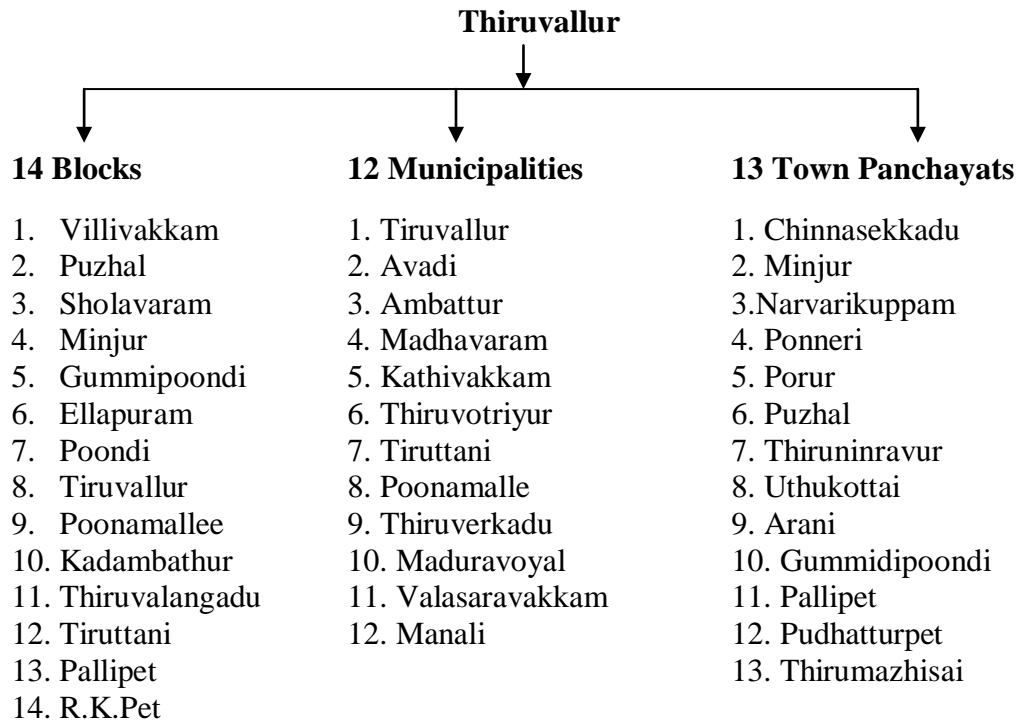 Thiruvallur
14 Blocks
1. Villivakkam
2. Puzhal
3. Sholavaram
4. Minjur
5. Gummipoondi
6. Ellapuram
7. Poondi
8. Tiruvallur
9. Poonamallee
10. Kadambathur
11. Thiruvalangadu
12. Tiruttani
13. Pallipet
14. R.K.Pet
12 Municipalities
1. Tiruvallur
2. Avadi
3. Ambattur
4. Madhavaram
5. Kathivakkam
6. Thiruvotriyur
7. Tiruttani
8. Poonamalle
9. Thiruverkadu
10. Maduravoyal
11. Valasaravakkam
12. Manali
13 Town Panchayats
1. Chinnasekkadu
2. Minjur
3.Narvarikuppam
4. Ponneri
5. Porur
6. Puzhal
7. Thiruninravur
8. Uthukottai
9. Arani
10. Gummidipoondi
11. Pallipet
12. Pudhatturpet
13. Thirumazhisai